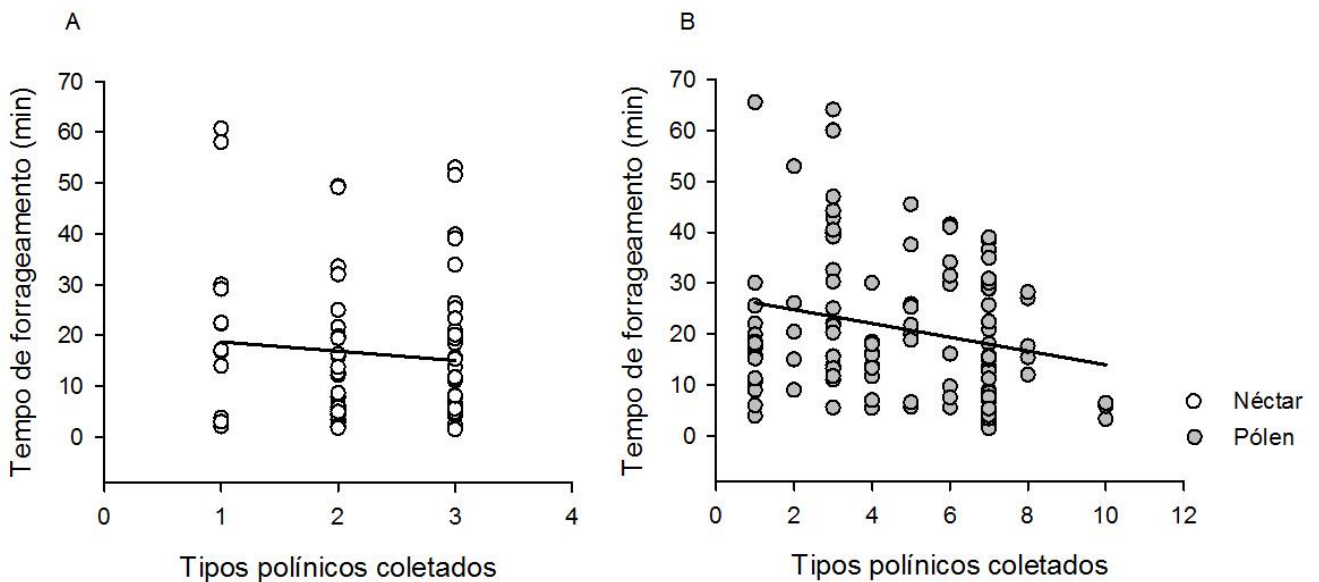 A
70
60
50
40
30
20
10
0
0 1 2 3 4
Tempo de forrageamento (min)
Tipos polínicos coletados
B
70
60
50
40
30
20
10
0
0 2 4 6 8 10 12
Tempo de forrageamento (min)
Tipos polínicos coletados
Néctar
Pólen